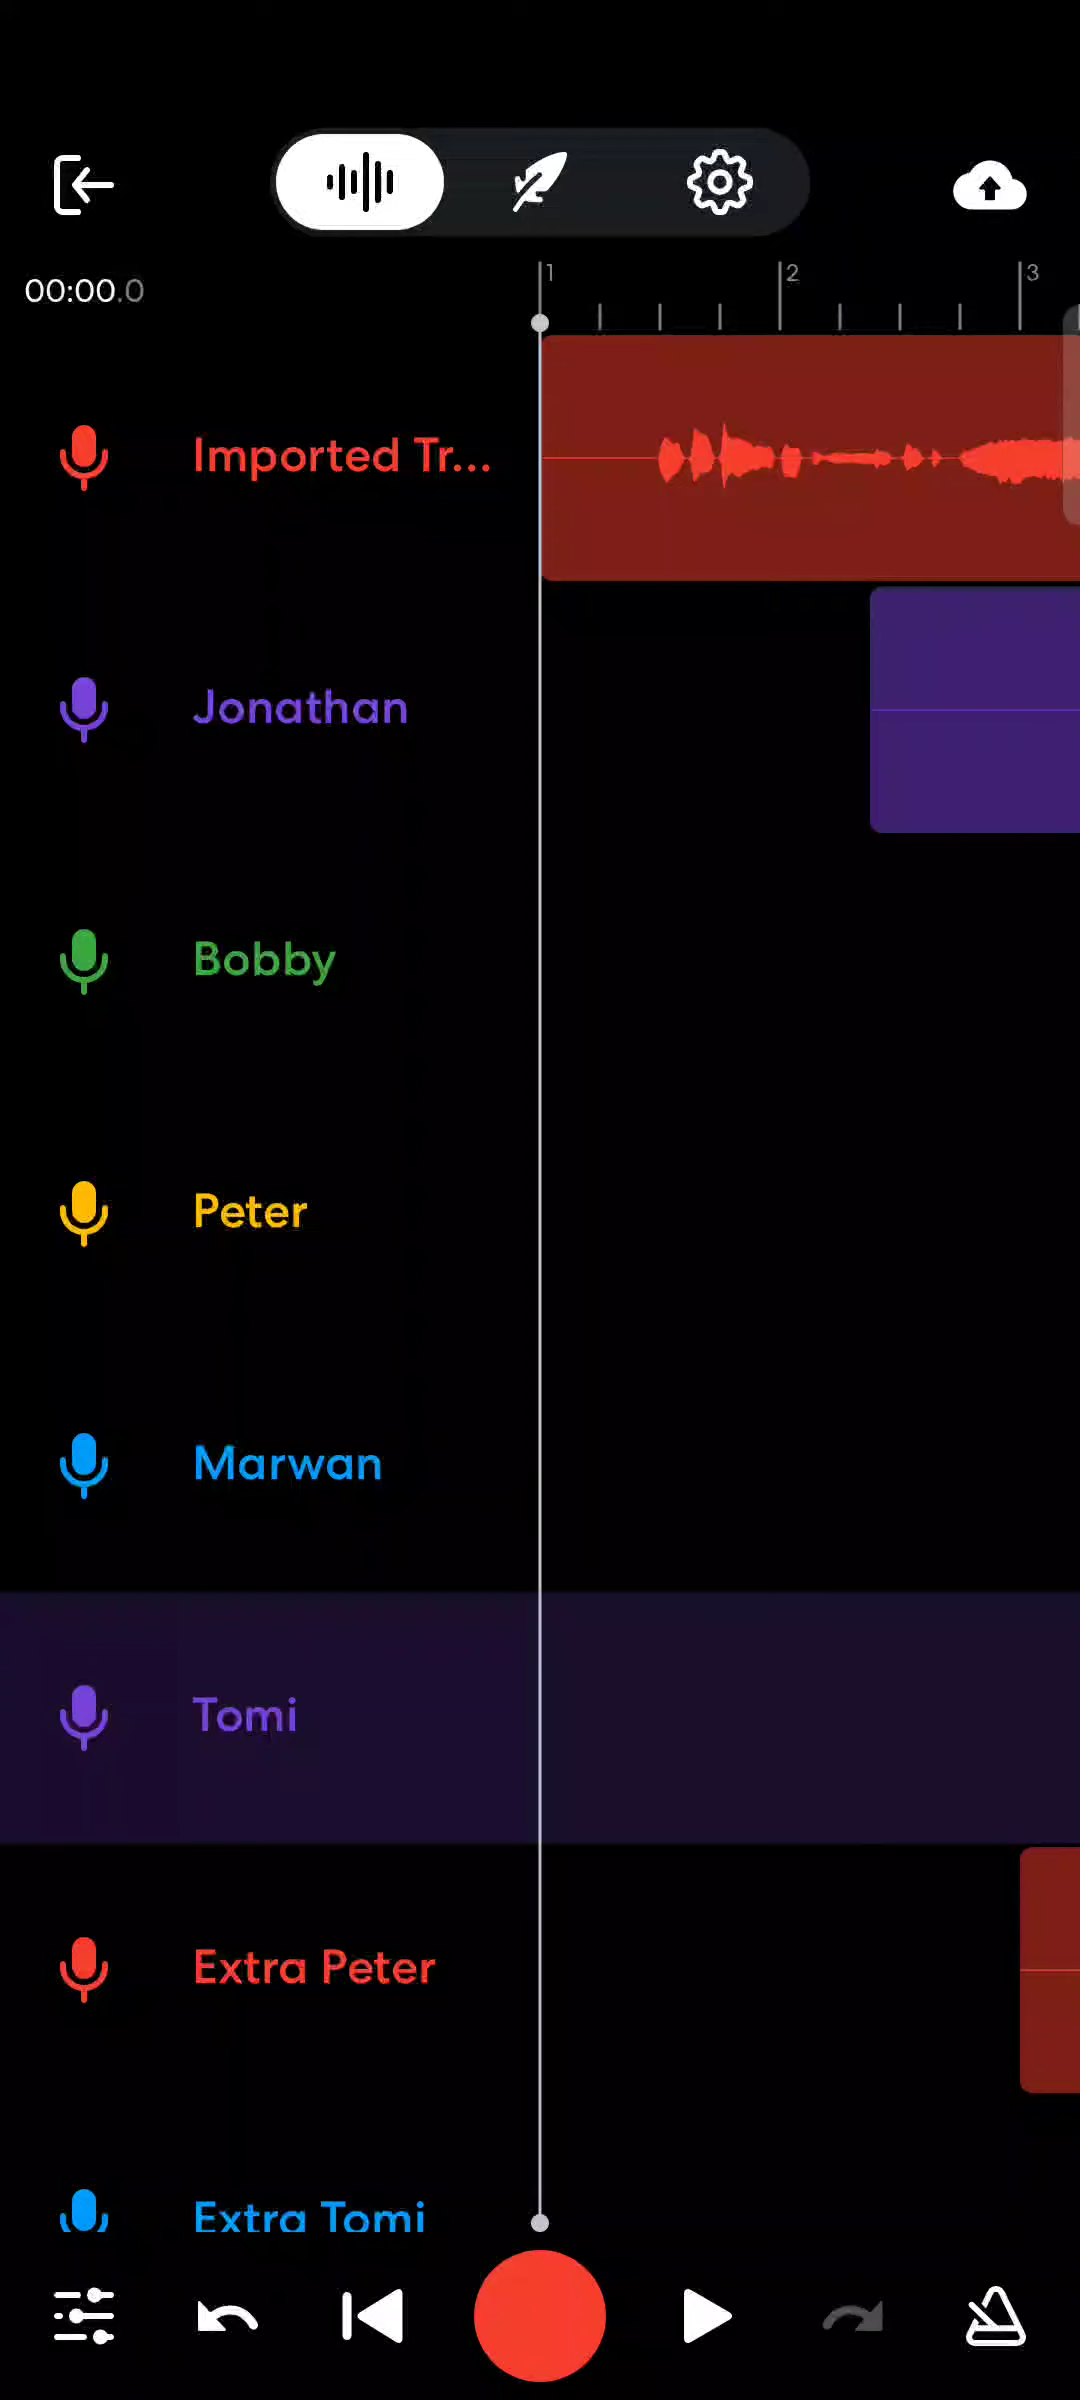 00:00.0
1
2
3
Imported Tr...
Jonathan
Bobby
Peter
Marwan
Tomi
Extra Peter
Extra Tomi